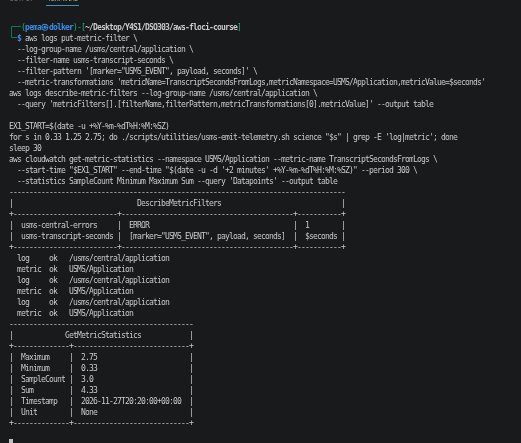 ┌──(pema㉿dolker)-[~/Desktop/Y4S1/DSO303/aws-floci-course]
└─$ aws logs put-metric-filter \
  --log-group-name /usms/central/application \
  --filter-name usms-transcript-seconds \
  --filter-pattern '[marker="USMS_EVENT", payload, seconds]' \
  --metric-transformations 'metricName=TranscriptSecondsFromLogs,metricNamespace=USMS/Application,metricValue=$seconds'
aws logs describe-metric-filters --log-group-name /usms/central/application \
  --query 'metricFilters[].[filterName,filterPattern,metricTransformations[0].metricValue]' --output table

EX1_START=$(date -u +%Y-%m-%dT%H:%M:%SZ)
for s in 0.33 1.25 2.75; do ./scripts/utilities/usms-emit-telemetry.sh science "$s" | grep -E 'log|metric'; done
sleep 30
aws cloudwatch get-metric-statistics --namespace USMS/Application --metric-name TranscriptSecondsFromLogs \
  --start-time "$EX1_START" --end-time "$(date -u -d '+2 minutes' +%Y-%m-%dT%H:%M:%SZ)" --period 300 \
  --statistics SampleCount Minimum Maximum Sum --query 'Datapoints' --output table
-----------------------------------------------------------------------------------
|                              DescribeMetricFilters                              |
+--------------------------+-------------------------------------------+----------+
|  usms-central-errors     |  ERROR                                    |  1       |
|  usms-transcript-seconds |  [marker="USMS_EVENT", payload, seconds]  |  $seconds |
+--------------------------+-------------------------------------------+----------+
  log     ok   /usms/central/application
  metric  ok   USMS/Application
  log     ok   /usms/central/application
  metric  ok   USMS/Application
  log     ok   /usms/central/application
  metric  ok   USMS/Application
----------------------------------------------
|             GetMetricStatistics            |
+--------------+-----------------------------+
|  Maximum     |  2.75                       |
|  Minimum     |  0.33                       |
|  SampleCount |  3.0                        |
|  Sum         |  4.33                       |
|  Timestamp   |  2026-11-27T20:20:00+00:00  |
|  Unit        |  None                       |
+--------------+-----------------------------+